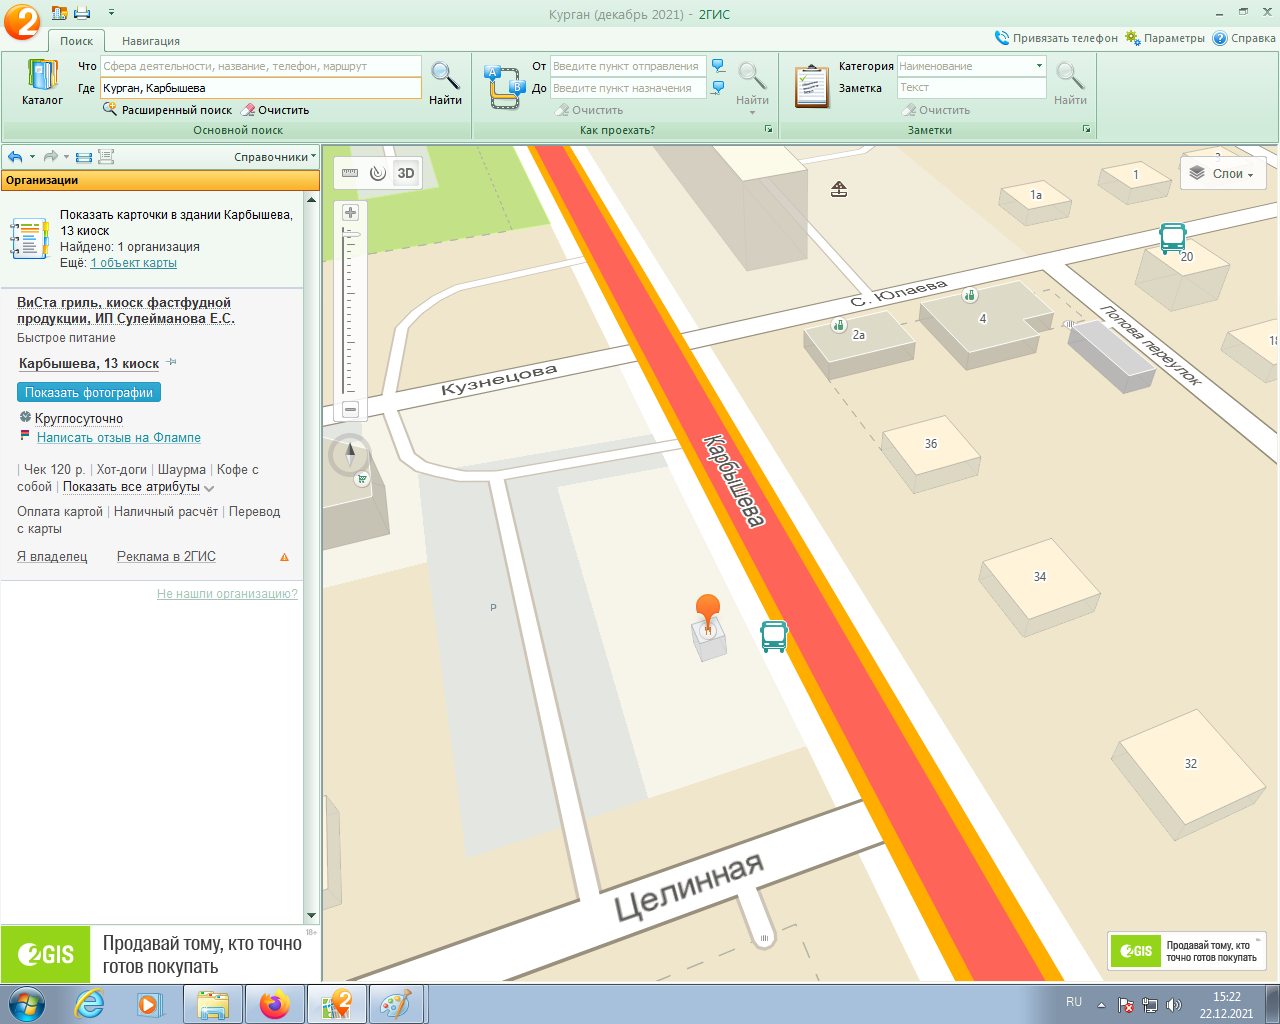 Курган (декабрь 2021) - 2ГИС
Поиск
Навигация
Привязать телефон
Параметры
Справка
Каталог
Что
Сфера деятельности, название, телефон, маршрут
Где
Курган, Карбышева
Расширенный поиск
Очистить
Найти
Основной поиск
От
Введите пункт отправления
До
Введите пункт назначения
Очистить
Найти
Как проехать?
Категория
Наименование
Заметка
Текст
Очистить
Найти
Заметки
Справочники
Организации
Показать карточки в здании Карбышева,
13 киоск
Найдено: 1 организация
Ещё: 1 объект карты
ВиСта гриль, киоск фастфудной
продукции, ИП Сулейманова Е.С.
Быстрое питание
Карбышева, 13 киоск
Показать фотографии
Круглосуточно
Написать отзыв на Флампе
| Чек 120 р. | Хот-доги | Шаурма | Кофе с
собой | Показать все атрибуты
Оплата картой | Наличный расчёт | Перевод
с карты
Я владелец
Реклама в 2ГИС
Не нашли организацию?
2GIS
Продавай тому, кто точно
готов покупать
18+
3D
Слои
1а
1
20
С. Юлаева
4
2а
Попова переулок
18
Кузнецова
Карбышева
36
34
P
32
Целинная
2GIS
Продавай тому, кто
точно готов покупать
RU
15:22
22.12.2021